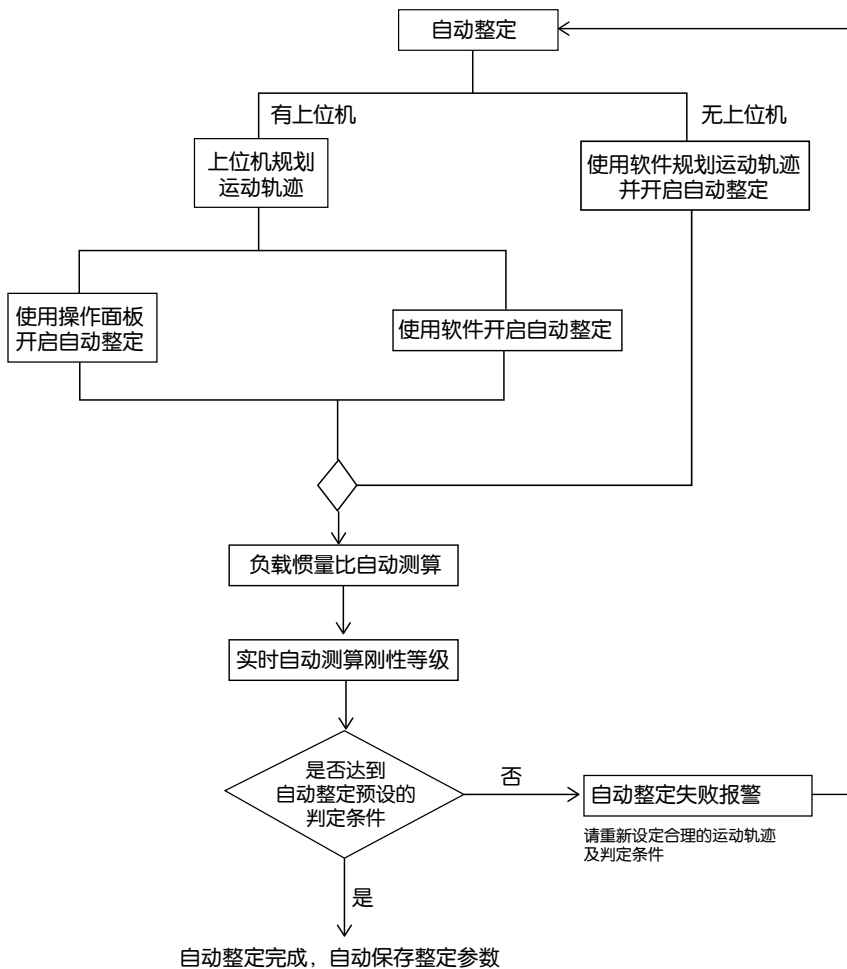 自动整定
有上位机
无上位机
上位机规划
运动轨迹
使用软件规划运动轨迹
并开启自动整定
使用操作面板
开启自动整定
使用软件开启自动整定
负载惯量比自动测算
实时自动测算刚性等级
是否达到
自动整定预设的
判定条件
否
自动整定失败报警
请重新设定合理的运动轨迹
及判定条件
是
自动整定完成，自动保存整定参数